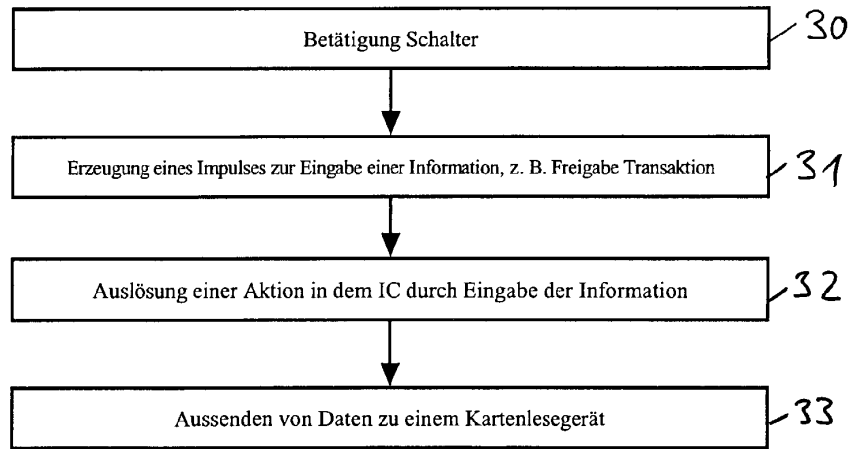 Betätigung Schalter 30
Erzeugung eines Impulses zur Eingabe einer Information, z. B. Freigabe Transaktion 31
Auslösung einer Aktion in dem IC durch Eingabe der Information 32
Aussenden von Daten zu einem Kartenlesegerät 33